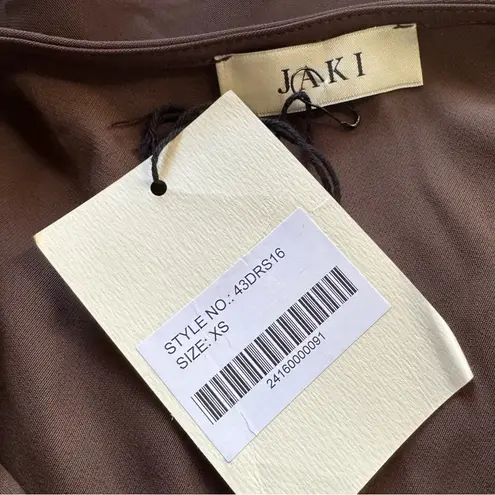 JAKI
STYLE NO.: 43DRS16
SIZE: XS
24160000091